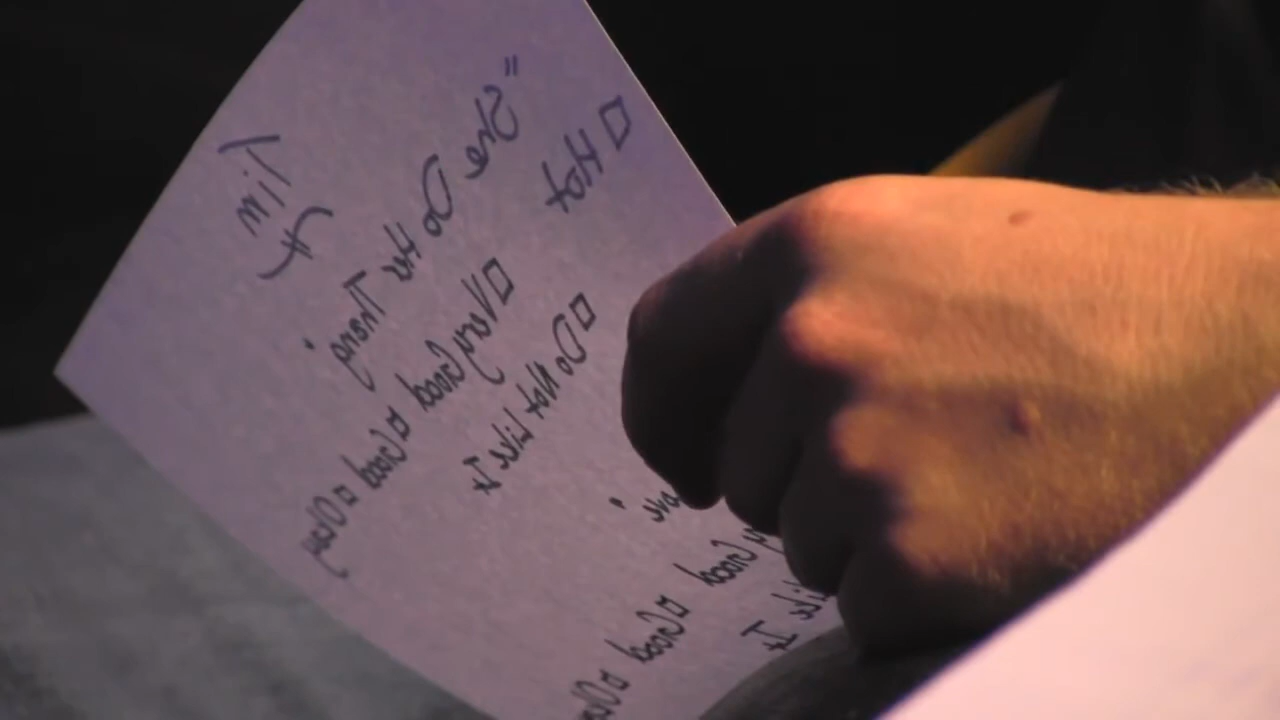 Tim
"She Do Her Thang'
□ Hot □ Very Good □ Good □ Okay
□ Do Not Like It
Good □ Good □ Okay
Like It